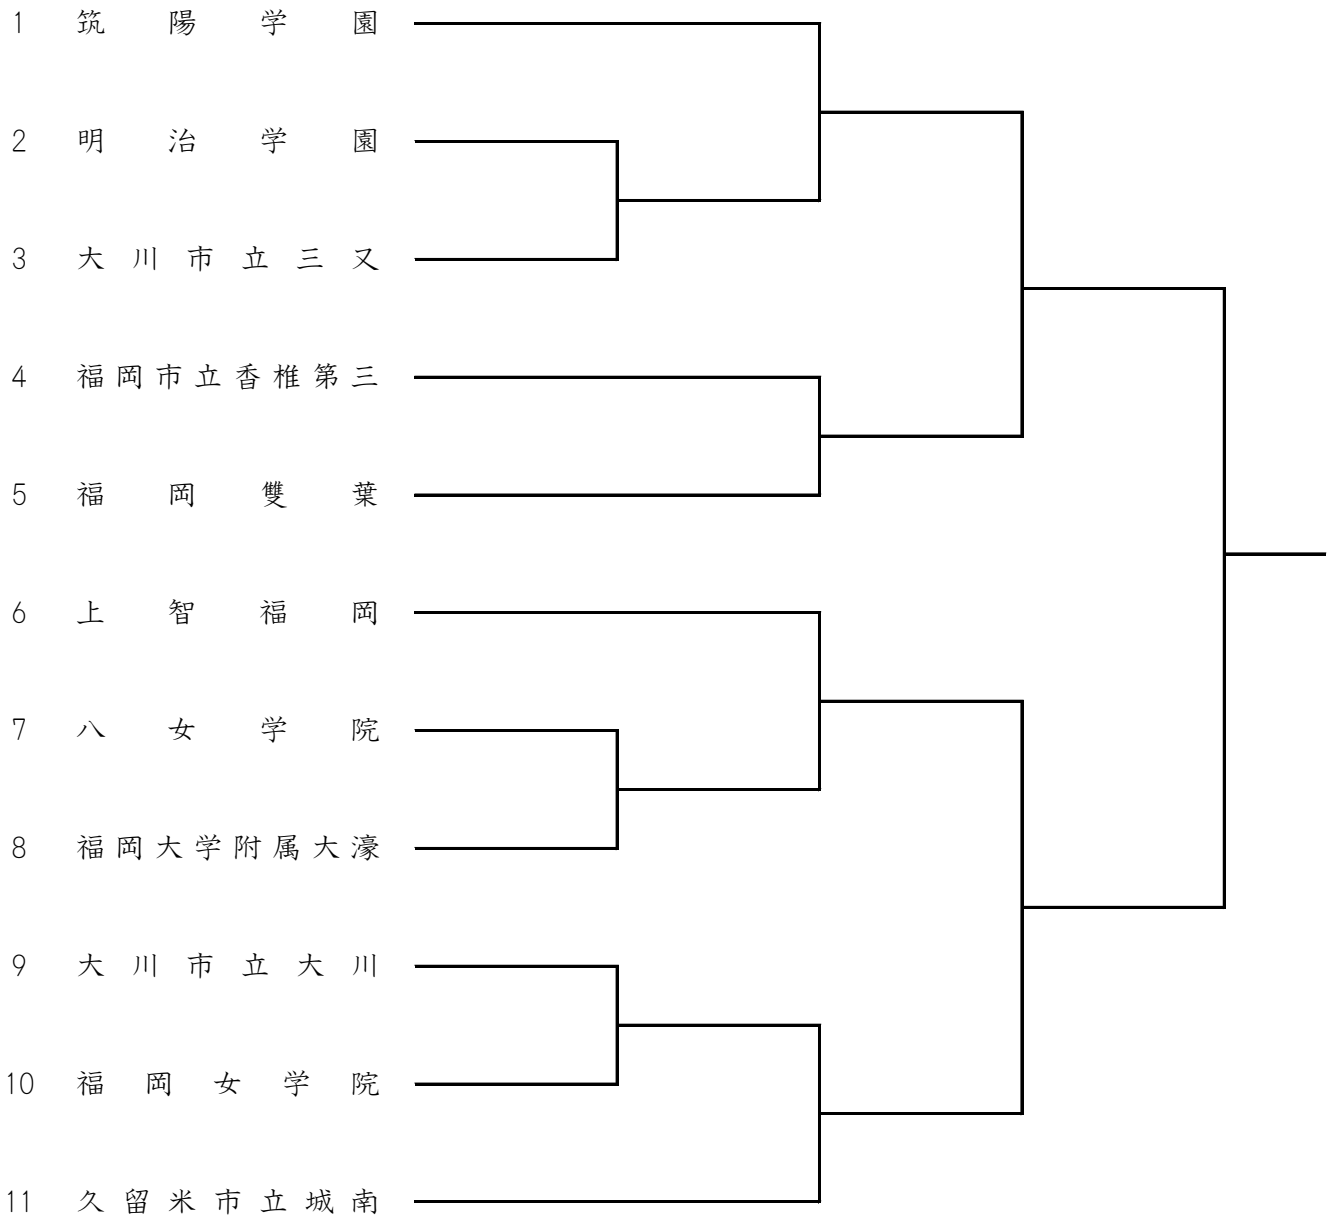 1 筑陽学園
2 明治学園
3 大川市立三又
4 福岡市立香椎第三
5 福岡雙葉
6 上智福岡
7 八女学院
8 福岡大学附属大濠
9 大川市立大川
10 福岡女学院
11 久留米市立城南